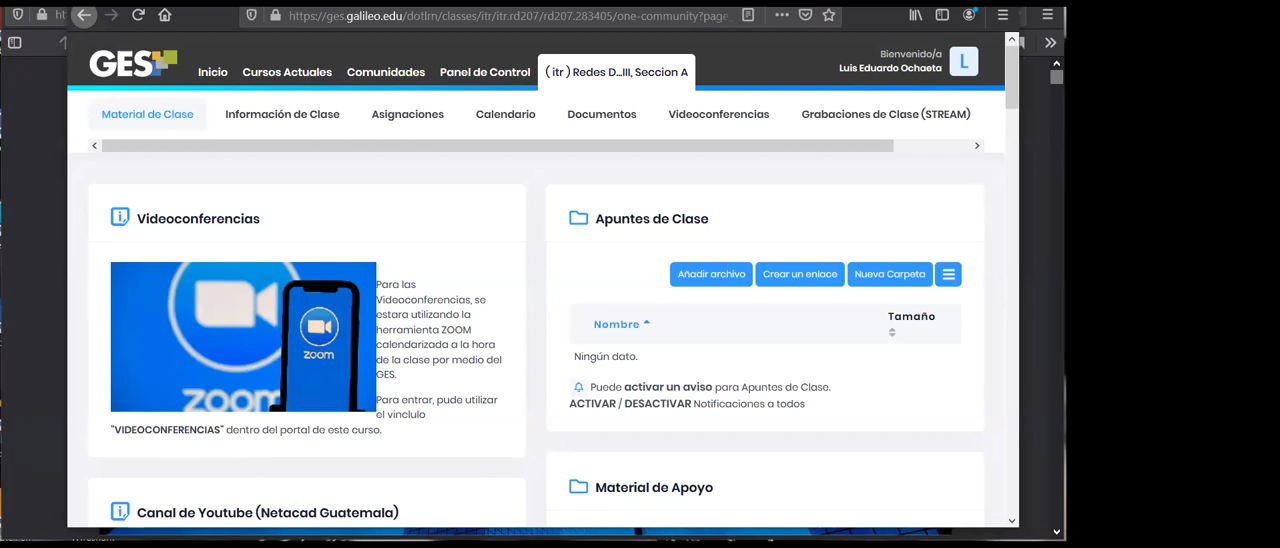 https://ges.galileo.edu/dotlrn/classes/itr/itr.rd207/rd207.283405/one-community?page_
GES
Inicio
Cursos Actuales
Comunidades
Panel de Control
( itr ) Redes D...III, Seccion A
Bienvenido/a
Luis Eduardo Ochaeta
L
Material de Clase
Información de Clase
Asignaciones
Calendario
Documentos
Videoconferencias
Grabaciones de Clase (STREAM)
Videoconferencias
zoom
zoom
Para las
Videoconferencias, se
estara utilizando la
herramienta ZOOM
calendarizada a la hora
de la clase por medio del
GES.
Para entrar, pude utilizar
el vinclulo
"VIDEOCONFERENCIAS" dentro del portal de este curso.
Canal de Youtube (Netacad Guatemala)
Apuntes de Clase
Añadir archivo
Crear un enlace
Nueva Carpeta
Nombre
Tamaño
Ningún dato.
Puede activar un aviso para Apuntes de Clase.
ACTIVAR / DESACTIVAR Notificaciones a todos
Material de Apoyo